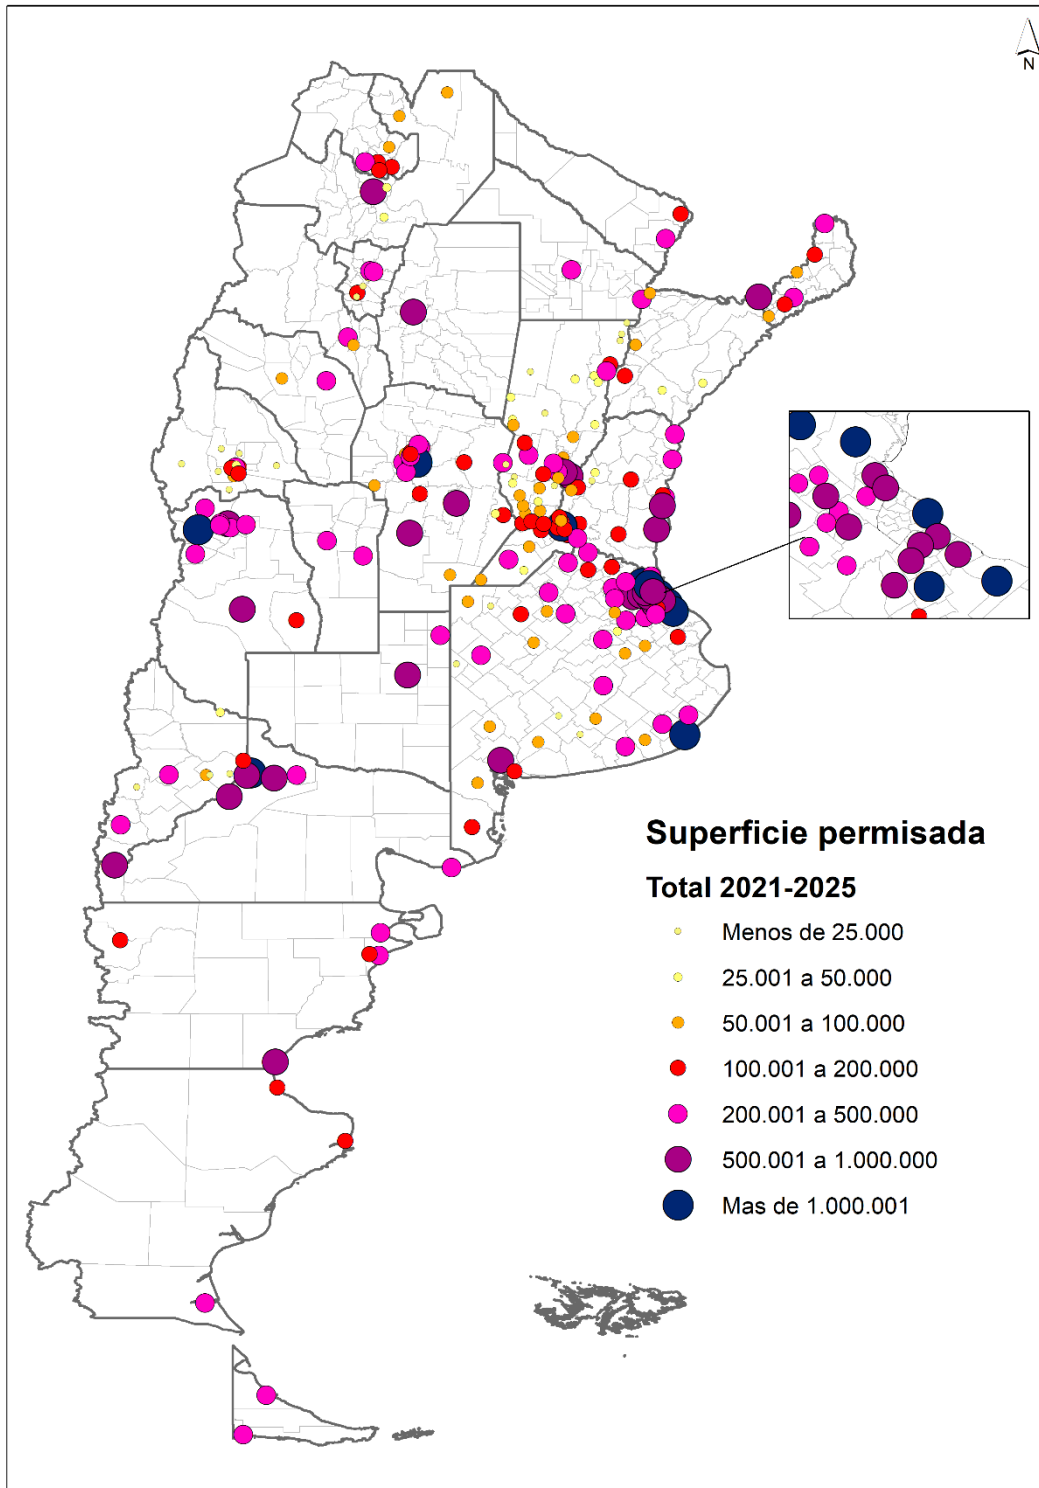 N
Superficie permisada
Total 2021-2025
Menos de 25.000
25.001 a 50.000
50.001 a 100.000
100.001 a 200.000
200.001 a 500.000
500.001 a 1.000.000
Mas de 1.000.001